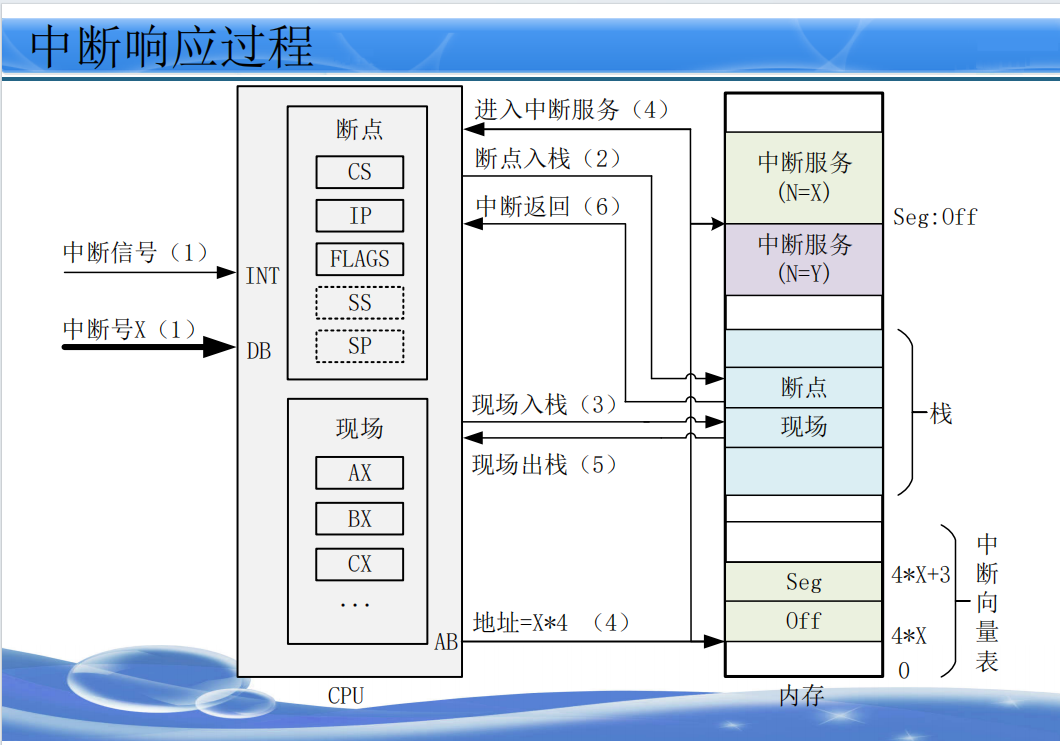 中断响应过程
中断信号（1）
中断号X（1）
INT
DB
断点
CS
IP
FLAGS
SS
SP
现场
AX
BX
CX
...
AB
CPU
进入中断服务（4）
断点入栈（2）
中断返回（6）
现场入栈（3）
现场出栈（5）
地址=X*4 （4）
中断服务
(N=X)
中断服务
(N=Y)
断点
现场
Seg
Off
内存
Seg:Off
栈
4*X+3
4*X
0
中断向量表